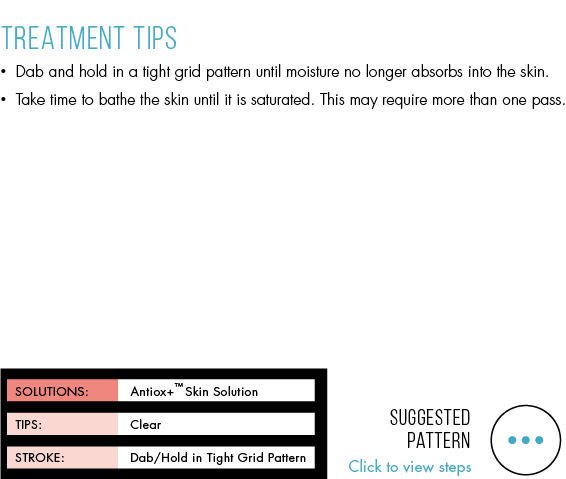 TREATMENT TIPS
• Dab and hold in a tight grid pattern until moisture no longer absorbs into the skin.
• Take time to bathe the skin until it is saturated. This may require more than one pass.
SOLUTIONS: Antiox+™ Skin Solution
TIPS: Clear
STROKE: Dab/Hold in Tight Grid Pattern
SUGGESTED
PATTERN
Click to view steps